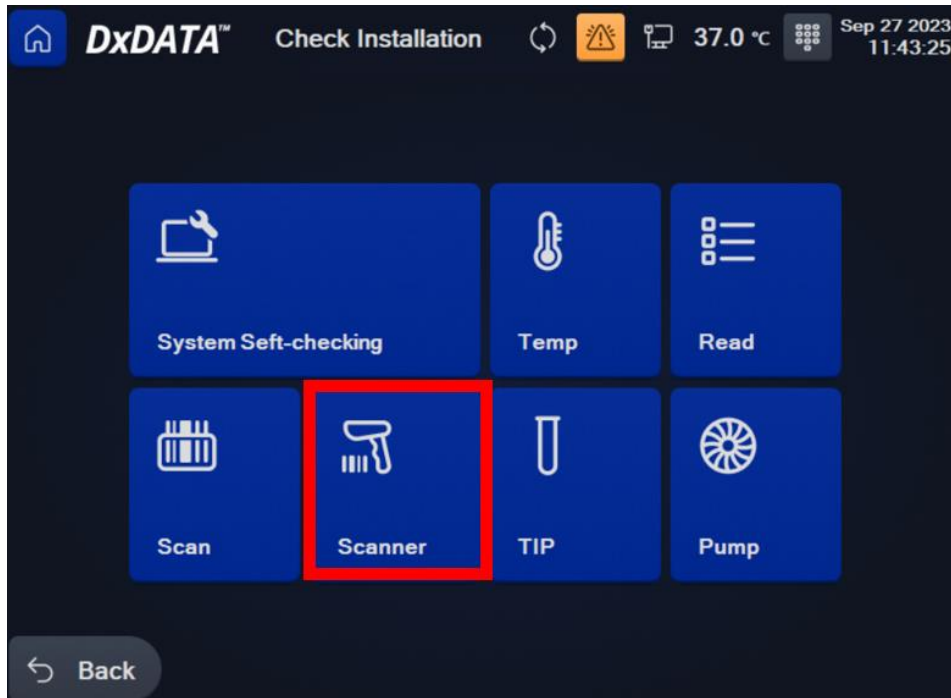 DxDATA™ Check Installation 37.0 °C Sep 27 2023
11:43:25
System Seft-checking Temp Read
Scan Scanner TIP Pump
Back